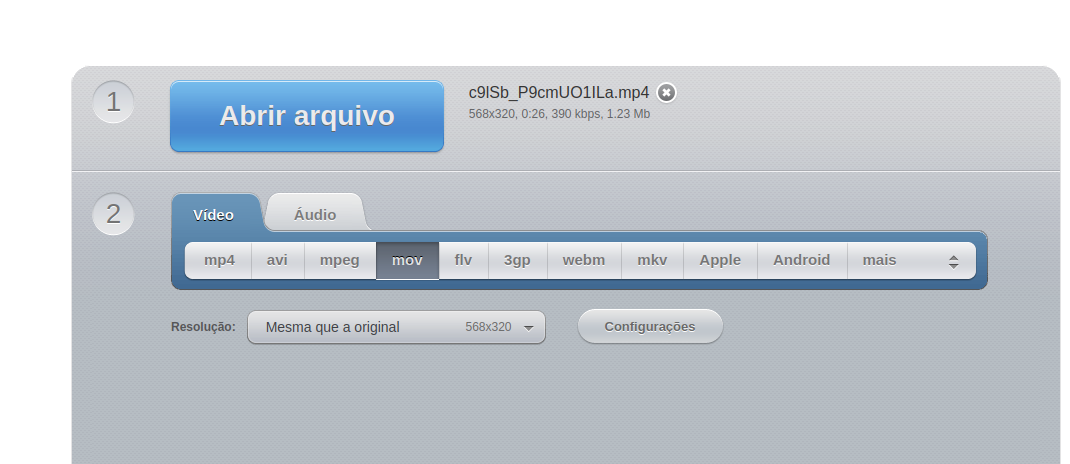 1
Abrir arquivo
c9lSb_P9cmUO1ILa.mp4
568x320, 0:26, 390 kbps, 1.23 Mb
2
Vídeo Áudio
mp4 avi mpeg mov flv 3gp webm mkv Apple Android mais
Resolução: Mesma que a original 568x320 Configurações